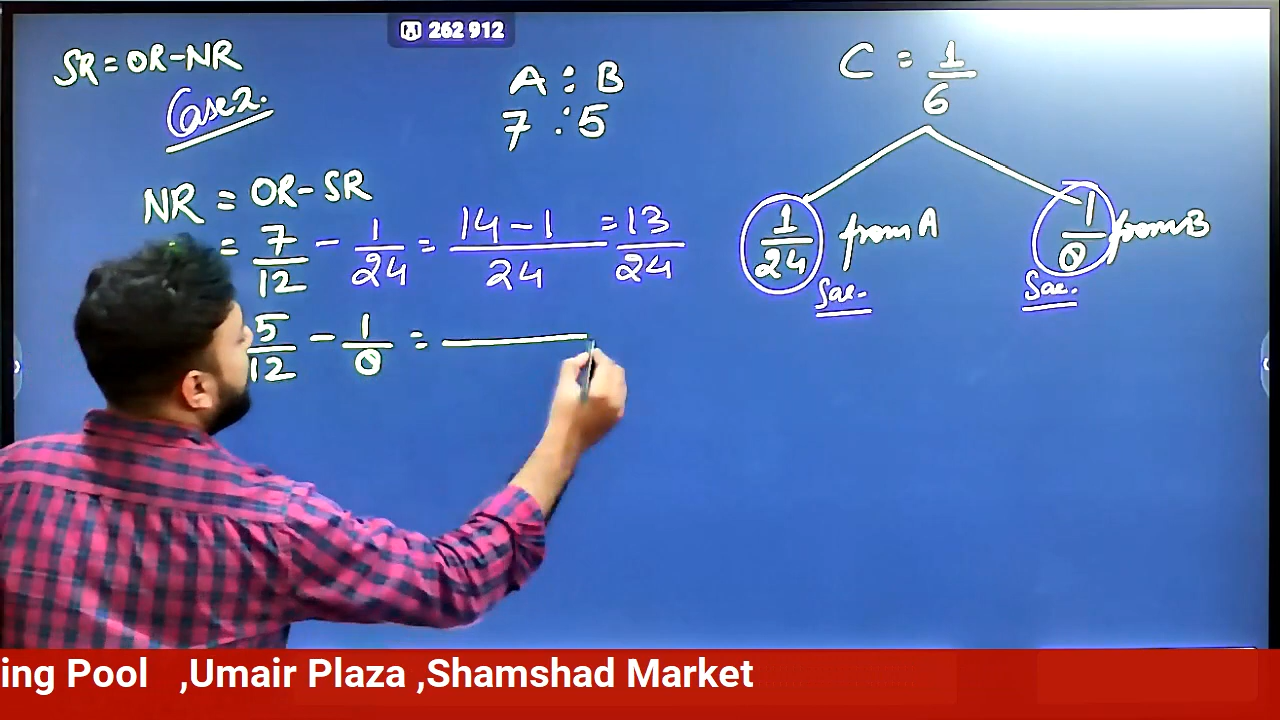 262 912
SR = OR-NR
Case 2.
A : B
7 : 5
C = 1/6
NR = OR-SR
= 7/12 - 1/24 = 14-1/24 = 13/24
5/12 - 1/8 =
1/24 from A
Sac.
1/8 from B
Sac.
ing Pool ,Umair Plaza ,Shamshad Market